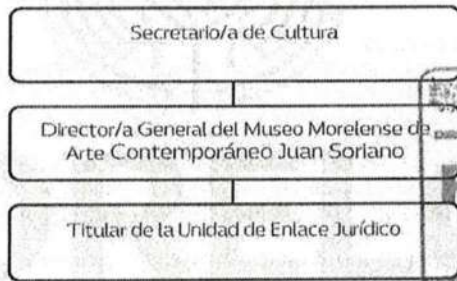 Secretario/a de Cultura
Director/a General del Museo Morelense de
Arte Contemporáneo Juan Soriano
Titular de la Unidad de Enlace Jurídico